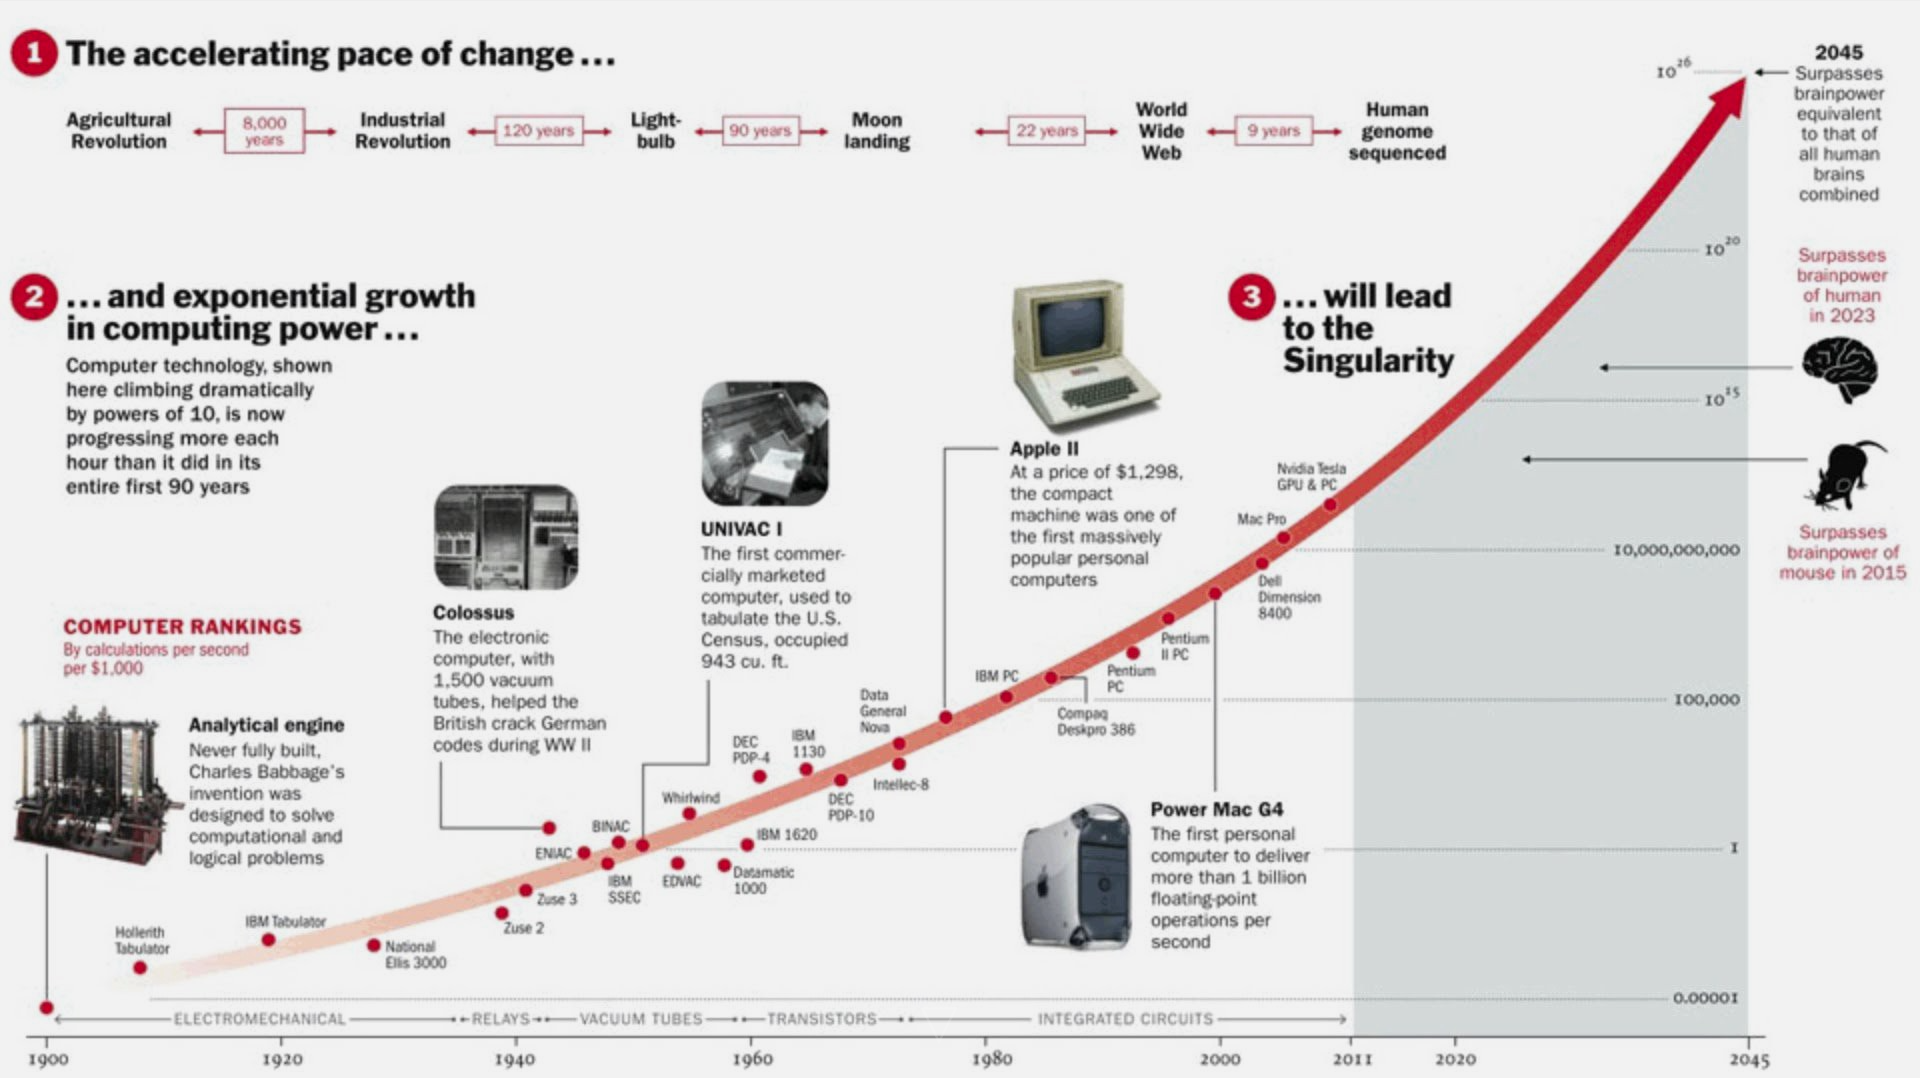 1 The accelerating pace of change...
Agricultural
Revolution
8,000
years
Industrial
Revolution
120 years
Light-
bulb
90 years
Moon
landing
22 years
World
Wide
Web
9 years
Human
genome
sequenced
2 ...and exponential growth
in computing power...
Computer technology, shown
here climbing dramatically
by powers of 10, is now
progressing more each
hour than it did in its
entire first 90 years
COMPUTER RANKINGS
By calculations per second
per $1,000
Analytical engine
Never fully built,
Charles Babbage's
invention was
designed to solve
computational and
logical problems
Colossus
The electronic
computer, with
1,500 vacuum
tubes, helped the
British crack German
codes during WW II
UNIVAC I
The first commer-
cially marketed
computer, used to
tabulate the U.S.
Census, occupied
943 cu. ft.
Apple II
At a price of $1,298,
the compact
machine was one of
the first massively
popular personal
computers
Power Mac G4
The first personal
computer to deliver
more than 1 billion
floating-point
operations per
second
3 ...will lead
to the
Singularity
Hollerith
Tabulator
IBM Tabulator
National
Ellis 3000
Zuse 2
Zuse 3
ENIAC
BINAC
IBM
SSEC
Whirlwind
EDVAC
DEC
PDP-4
Datamatic
1000
IBM 1620
IBM
1130
DEC
PDP-10
Data
General
Nova
Intellec-8
IBM PC
Compaq
Deskpro 386
Pentium
PC
Pentium
II PC
Dell
Dimension
8400
Mac Pro
Nvidia Tesla
GPU & PC
2045
Surpasses
brainpower
equivalent
to that of
all human
brains
combined
Surpasses
brainpower
of human
in 2023
Surpasses
brainpower of
mouse in 2015
10²⁶
10²⁰
10¹⁵
10,000,000,000
100,000
1
0.00001
ELECTROMECHANICAL
RELAYS
VACUUM TUBES
TRANSISTORS
INTEGRATED CIRCUITS
1900
1920
1940
1960
1980
2000
2011
2020
2045